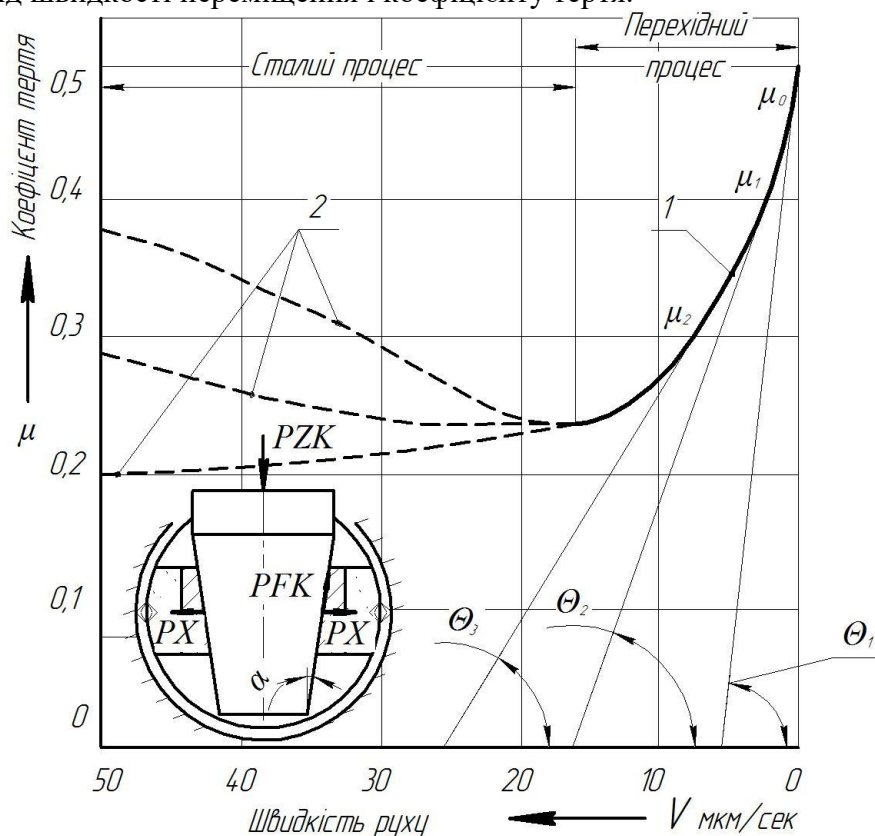 ід швидкості переміщення і коефіцієнту тертя.
Перехідний
процес
Сталий процес
Коефіцент тертя
μ
0,5
0,4
0,3
0,2
0,1
0
μ₀
μ₁
μ₂
1
2
PZK
PFK
PX
PX
α
Θ₃
Θ₂
Θ₁
50
40
30
20
10
0
Швидкість руху
V мкм/сек